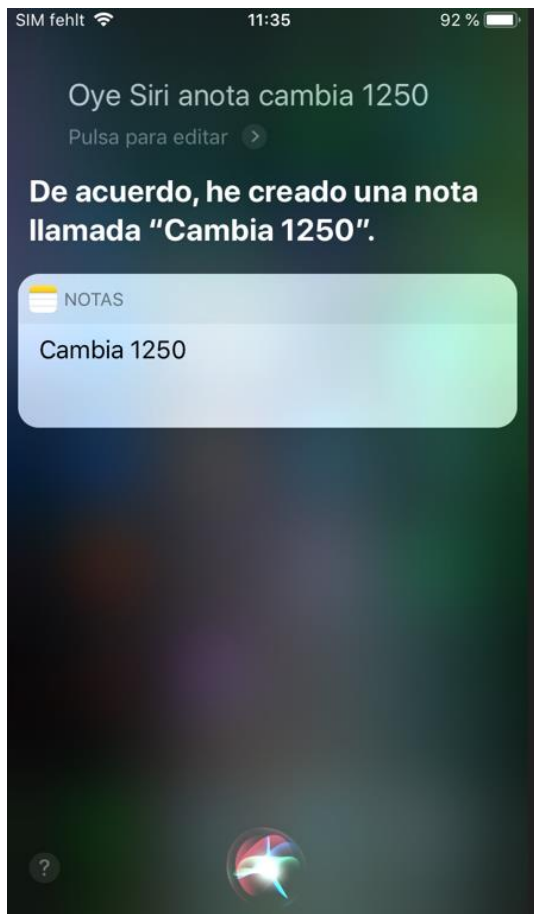 SIM fehlt 11:35 92 %
Oye Siri anota cambia 1250
Pulsa para editar
De acuerdo, he creado una nota
llamada “Cambia 1250”.
NOTAS
Cambia 1250
?